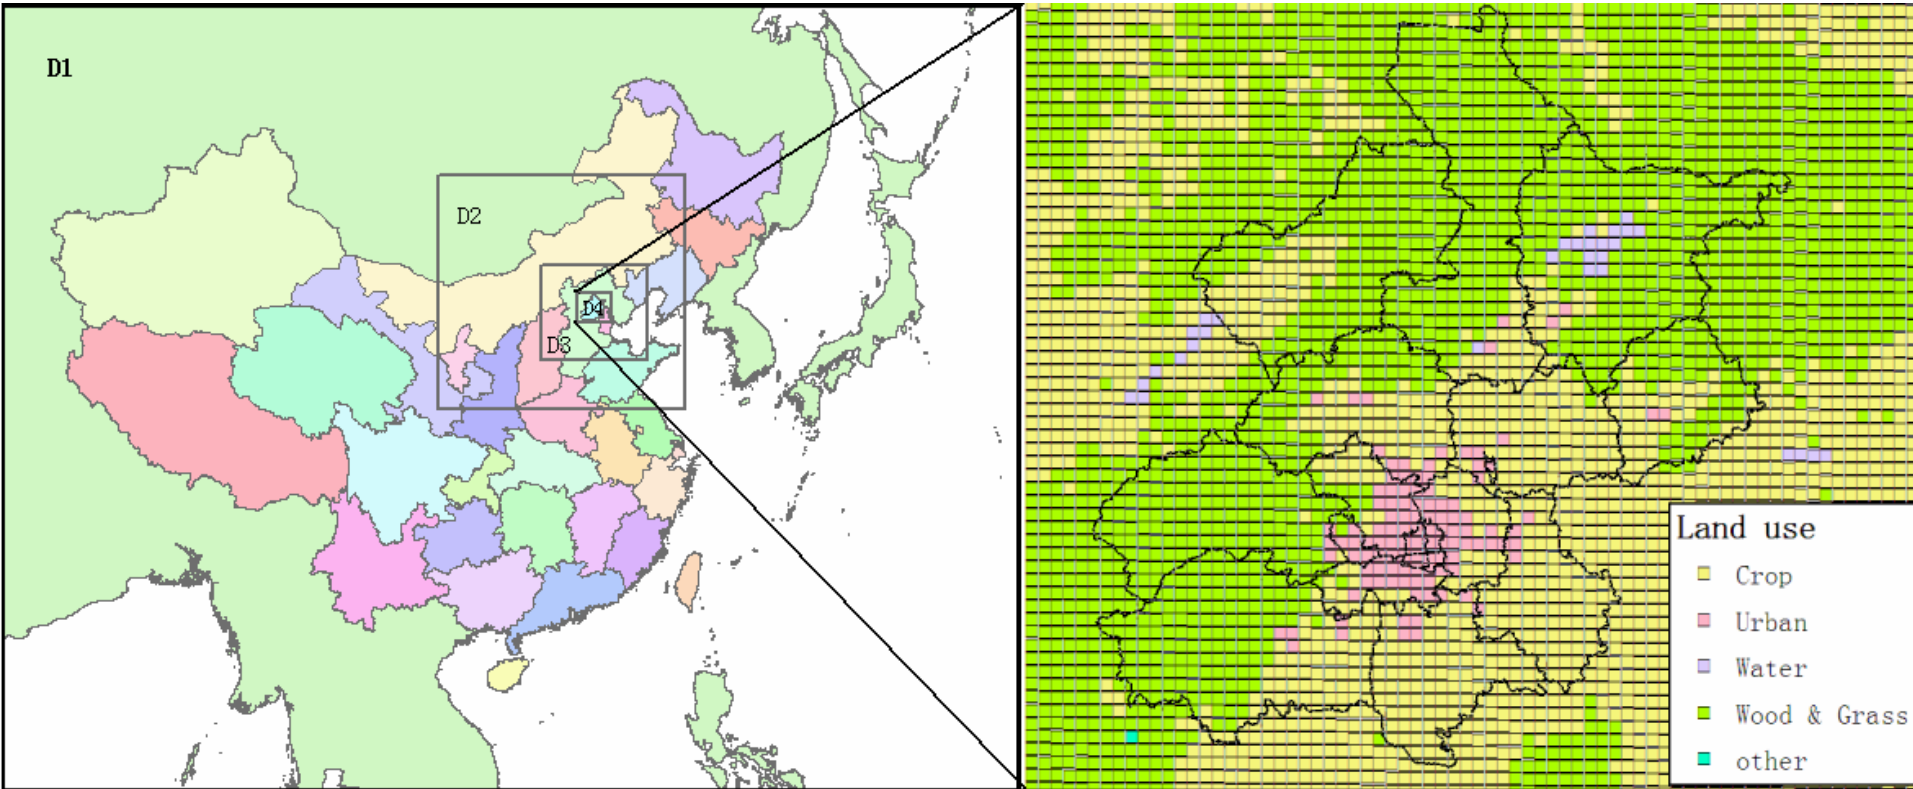 D1
D2
D4
D3
Land use
Crop
Urban
Water
Wood & Grass
other